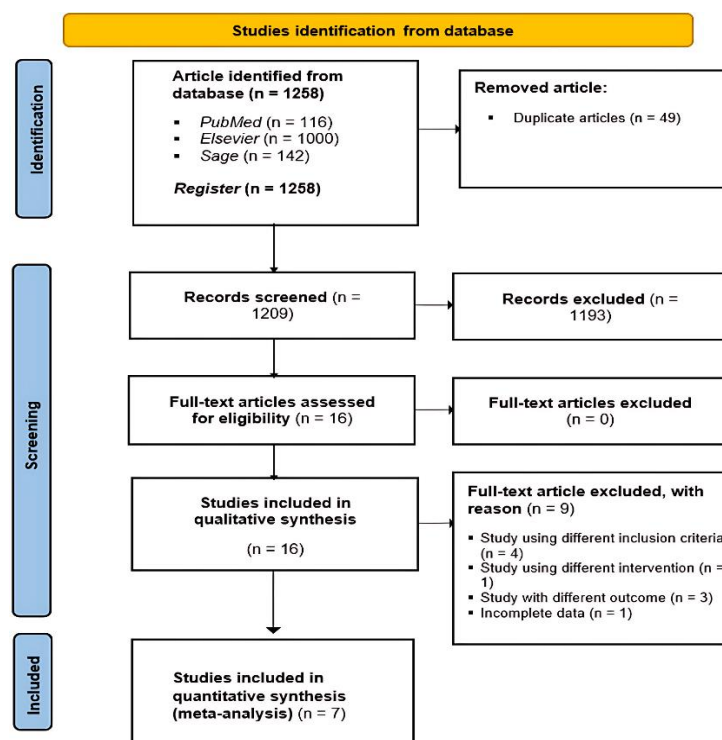 Studies identification from database
Identification
Article identified from
database (n = 1258)
▪ PubMed (n = 116)
▪ Elsevier (n = 1000)
▪ Sage (n = 142)
Register (n = 1258)
Removed article:
▪ Duplicate articles (n = 49)
Screening
Records screened (n =
1209)
Records excluded (n =
1193)
Full-text articles assessed
for eligibility (n = 16)
Full-text articles excluded
(n = 0)
Studies included in
qualitative synthesis
(n = 16)
Full-text article excluded, with
reason (n = 9)
▪ Study using different inclusion criteria
(n = 4)
▪ Study using different intervention (n =
1)
▪ Study with different outcome (n = 3)
▪ Incomplete data (n = 1)
Included
Studies included in
quantitative synthesis
(meta-analysis) (n = 7)